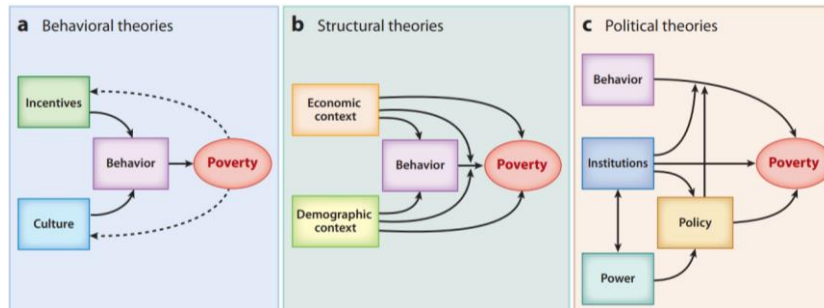 a Behavioral theories
Incentives
Behavior
Poverty
Culture
b Structural theories
Economic
context
Behavior
Poverty
Demographic
context
c Political theories
Behavior
Institutions
Poverty
Policy
Power